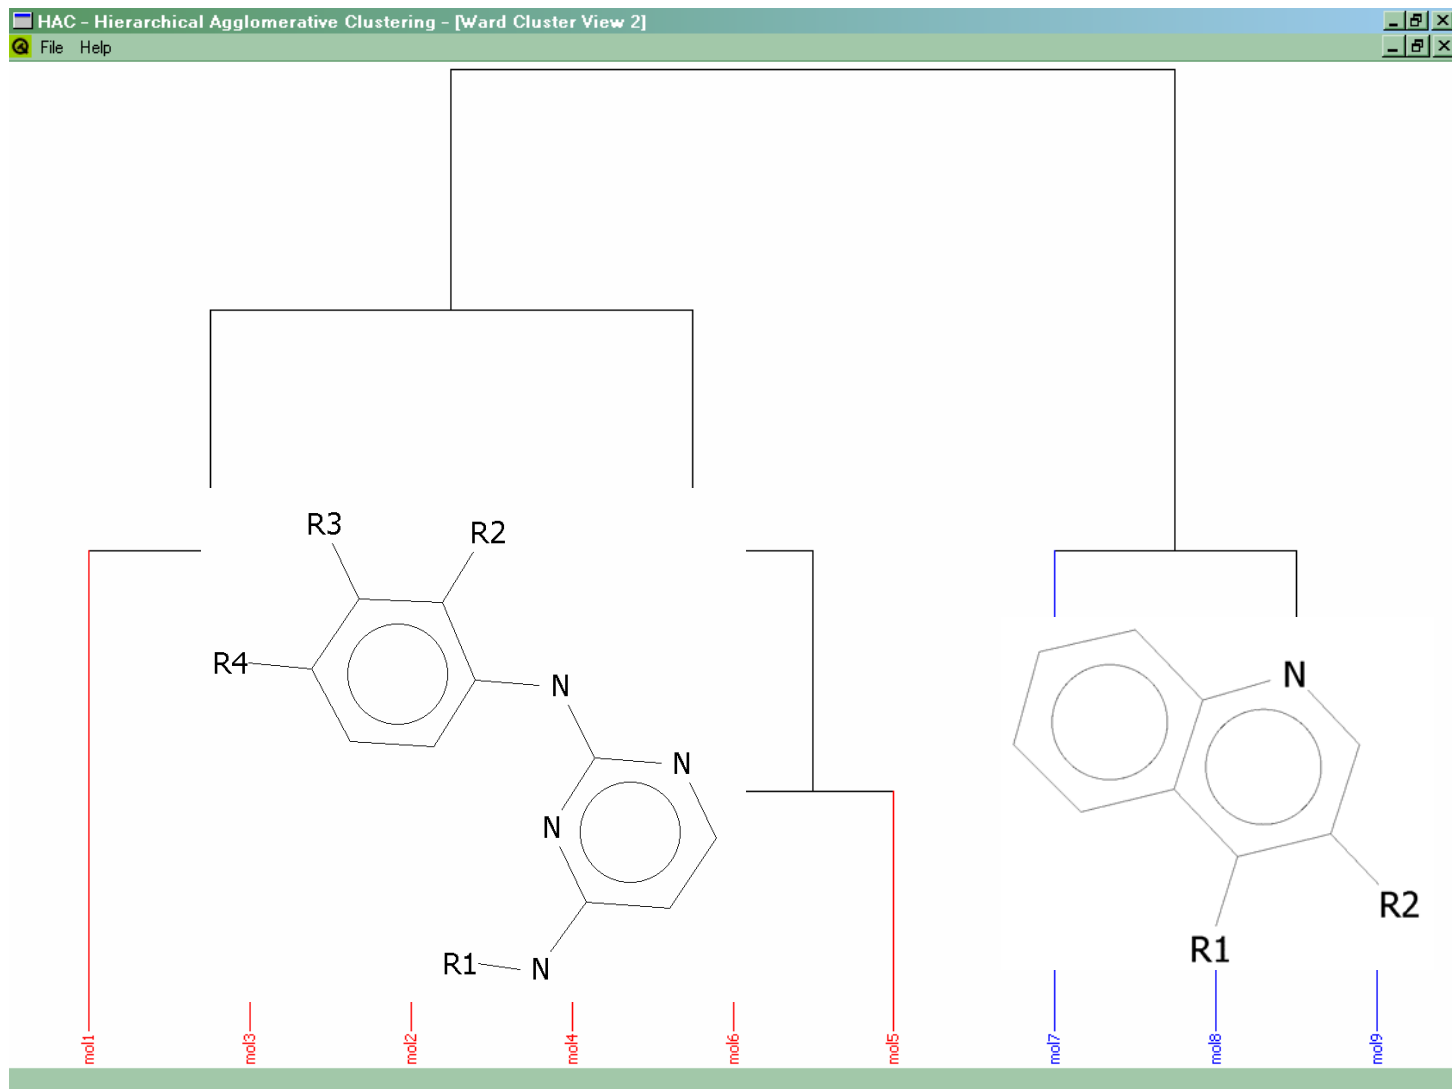 HAC - Hierarchical Agglomerative Clustering - [Ward Cluster View 2]
File Help
R3
R2
R4
N
N
N
R1
N
N
R2
R1
mol1
mol3
mol2
mol4
mol6
mol5
mol7
mol8
mol9